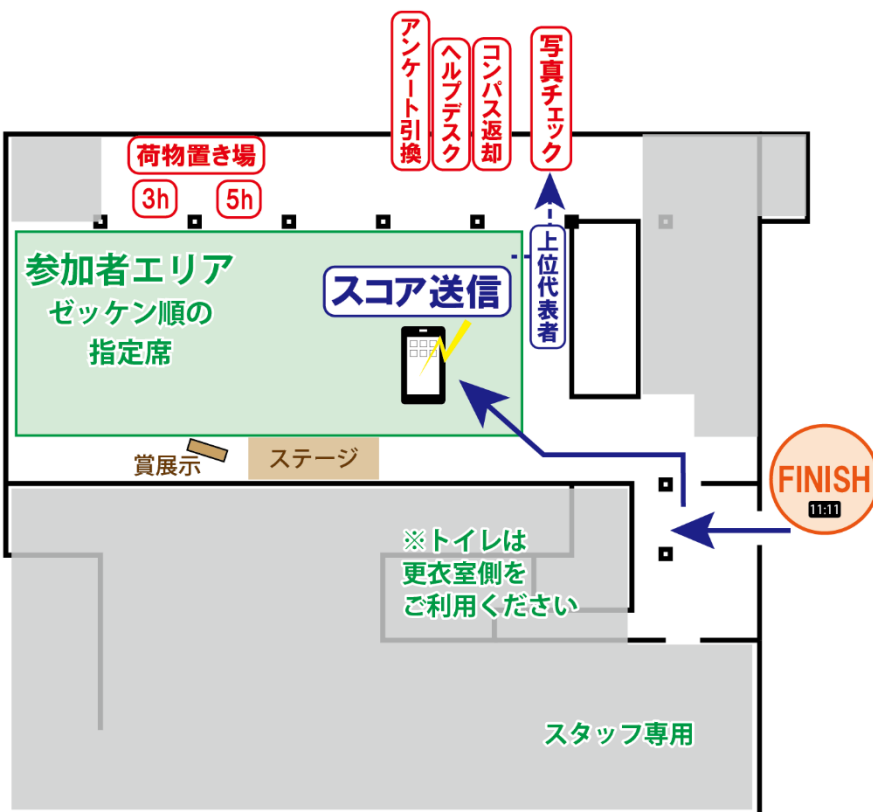 アンケート引換
ヘルプデスク
コンパス返却
写真チェック
荷物置き場
3h
5h
参加者エリア
ゼッケン順の
指定席
スコア送信
上位代表者
賞展示
ステージ
FINISH
11:11
※トイレは
更衣室側を
ご利用ください
スタッフ専用